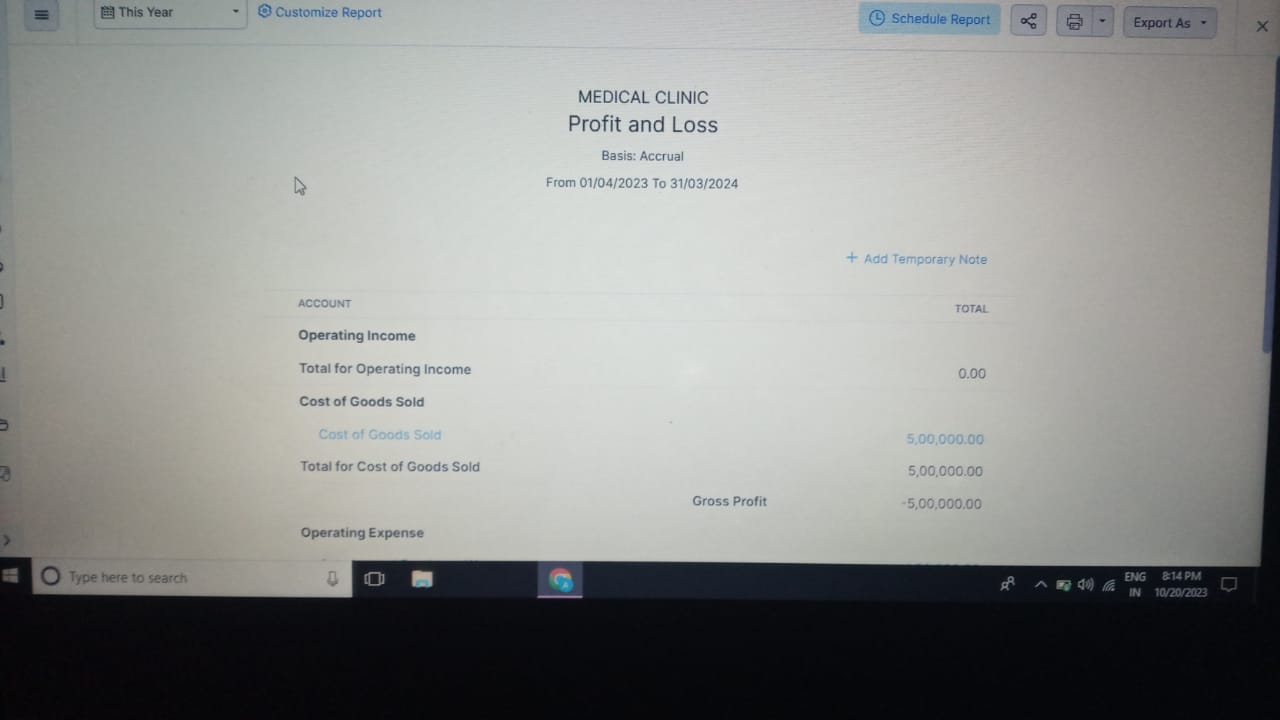 This Year
Customize Report
Schedule Report
Export As
MEDICAL CLINIC
Profit and Loss
Basis: Accrual
From 01/04/2023 To 31/03/2024
+ Add Temporary Note
ACCOUNT TOTAL
Operating Income
Total for Operating Income 0.00
Cost of Goods Sold
Cost of Goods Sold 5,00,000.00
Total for Cost of Goods Sold 5,00,000.00
Gross Profit -5,00,000.00
Operating Expense
Type here to search
ENG 8:14 PM
IN 10/20/2023